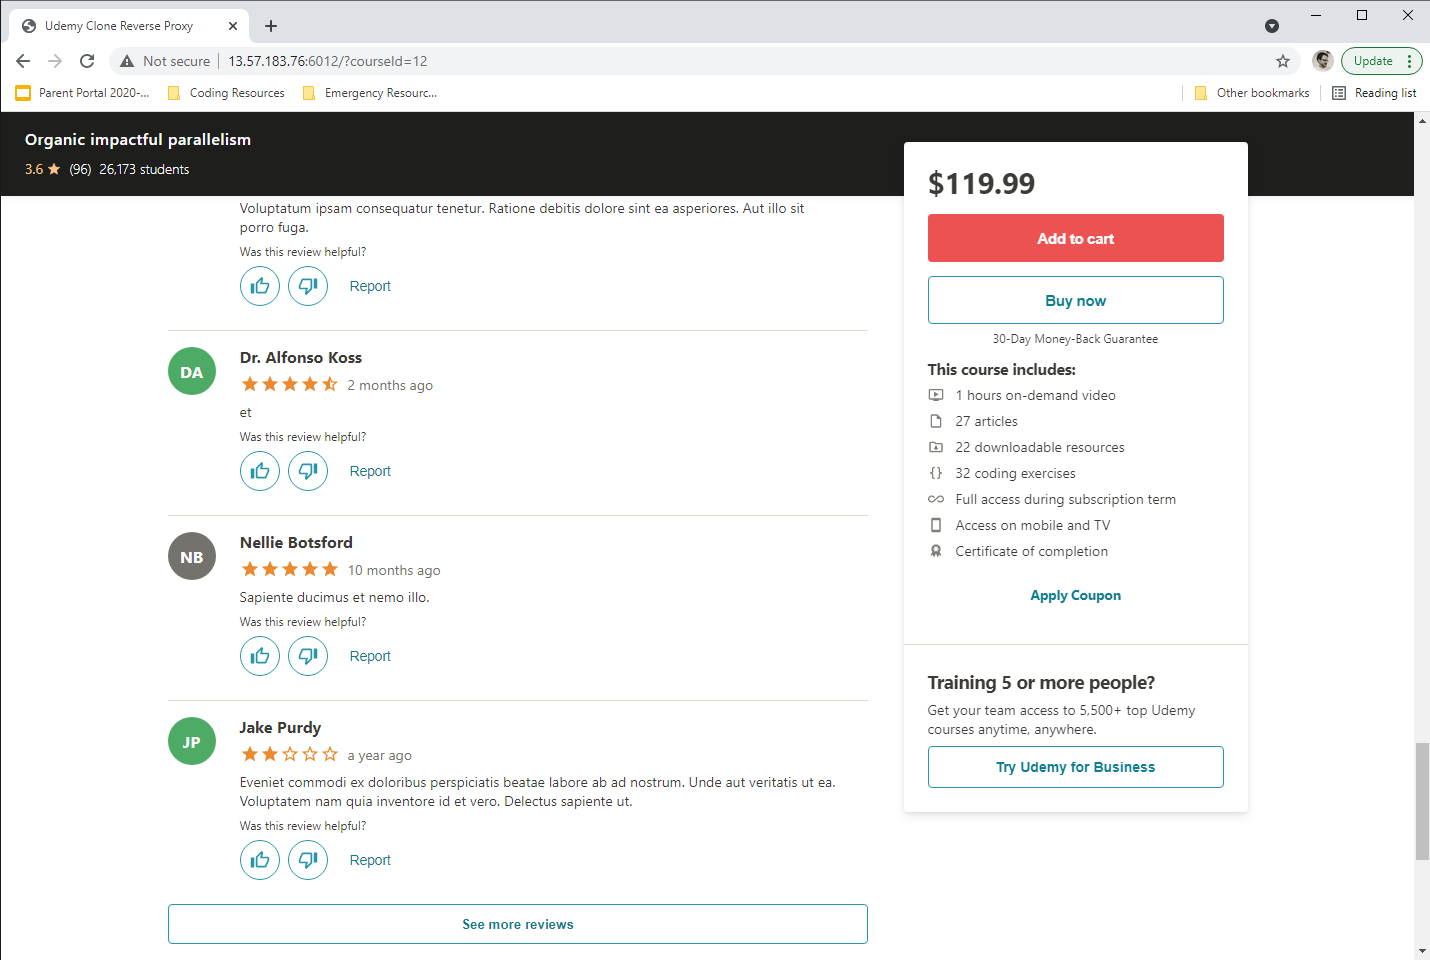 Udemy Clone Reverse Proxy
Not secure
13.57.183.76:6012/?courseId=12
Update
Parent Portal 2020-...
Coding Resources
Emergency Resourc...
Other bookmarks
Reading list
Organic impactful parallelism
3.6 ★ (96) 26,173 students
Voluptatum ipsam consequatur tenetur. Ratione debitis dolore sint ea asperiores. Aut illo sit
porro fuga.
Was this review helpful?
Report
DA
Dr. Alfonso Koss
2 months ago
et
Was this review helpful?
Report
NB
Nellie Botsford
10 months ago
Sapiente ducimus et nemo illo.
Was this review helpful?
Report
JP
Jake Purdy
a year ago
Eveniet commodi ex doloribus perspiciatis beatae labore ab ad nostrum. Unde aut veritatis ut ea.
Voluptatem nam quia inventore id et vero. Delectus sapiente ut.
Was this review helpful?
Report
See more reviews
$119.99
Add to cart
Buy now
30-Day Money-Back Guarantee
This course includes:
1 hours on-demand video
27 articles
22 downloadable resources
{} 32 coding exercises
Full access during subscription term
Access on mobile and TV
Certificate of completion
Apply Coupon
Training 5 or more people?
Get your team access to 5,500+ top Udemy
courses anytime, anywhere.
Try Udemy for Business